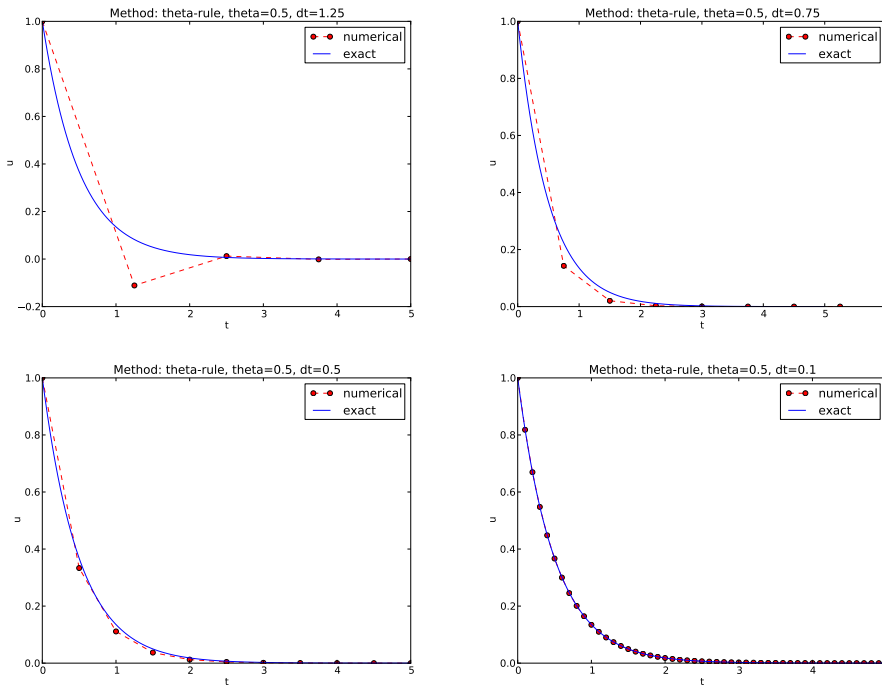 Method: theta-rule, theta=0.5, dt=1.25
numerical
exact
1.0
0.8
0.6
0.4
0.2
0.0
−0.2
u
0 1 2 3 4 5
t
Method: theta-rule, theta=0.5, dt=0.75
numerical
exact
1.0
0.8
0.6
0.4
0.2
0.0
u
0 1 2 3 4 5
t
Method: theta-rule, theta=0.5, dt=0.5
numerical
exact
1.0
0.8
0.6
0.4
0.2
0.0
u
0 1 2 3 4 5
t
Method: theta-rule, theta=0.5, dt=0.1
numerical
exact
1.0
0.8
0.6
0.4
0.2
0.0
u
0 1 2 3 4
t